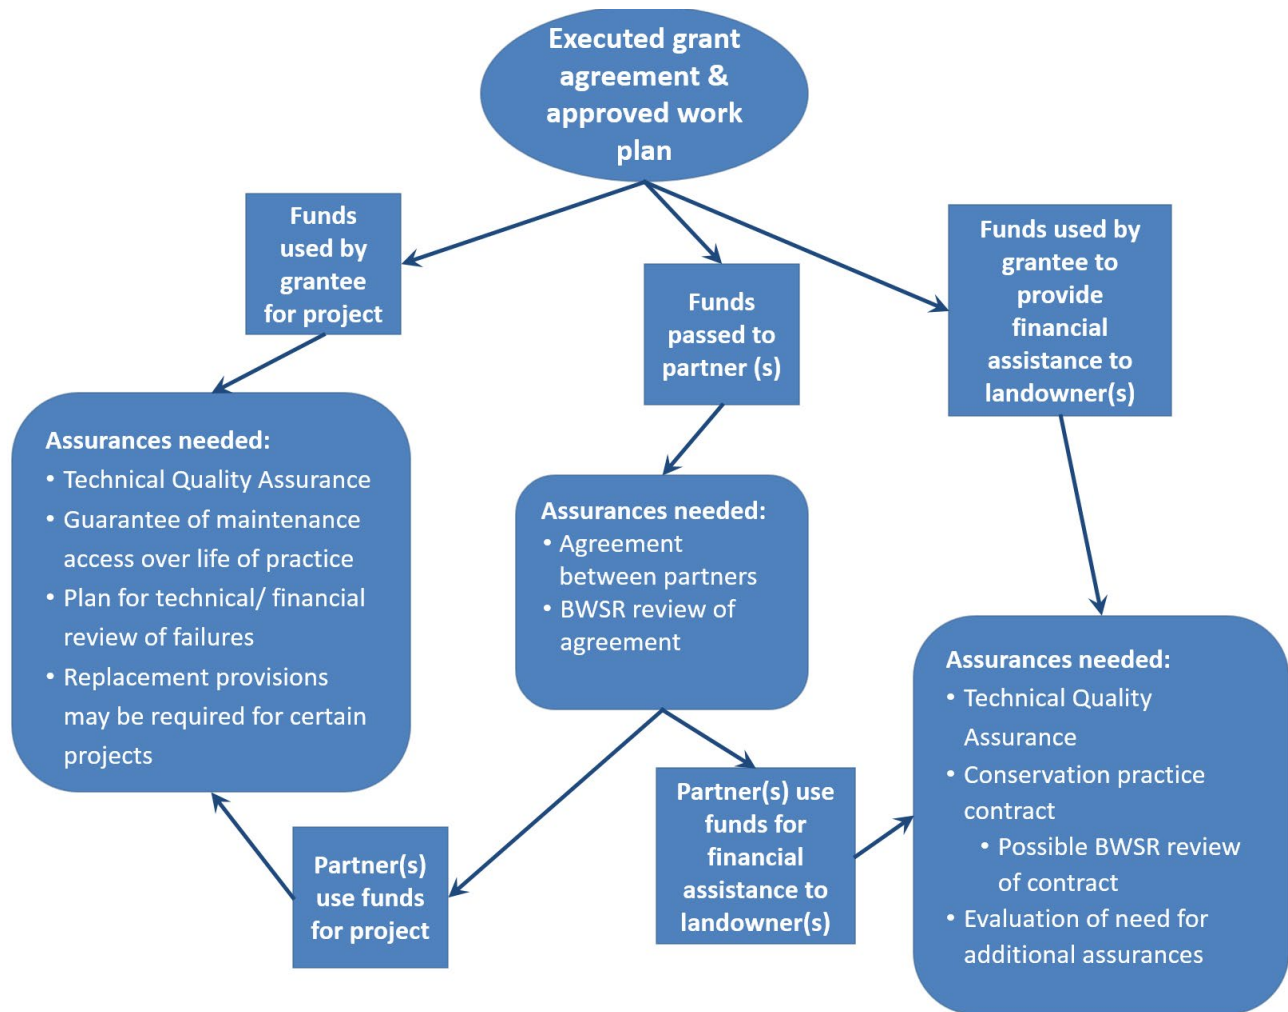 Executed grant
agreement &
approved work
plan
Funds
used by
grantee
for project
Funds
passed to
partner (s)
Funds used by
grantee to
provide
financial
assistance to
landowner(s)
Assurances needed:
• Technical Quality Assurance
• Guarantee of maintenance
access over life of practice
• Plan for technical/ financial
review of failures
• Replacement provisions
may be required for certain
projects
Assurances needed:
• Agreement
between partners
• BWSR review of
agreement
Assurances needed:
• Technical Quality
Assurance
• Conservation practice
contract
• Possible BWSR review
of contract
• Evaluation of need for
additional assurances
Partner(s)
use funds
for project
Partner(s) use
funds for
financial
assistance to
landowner(s)